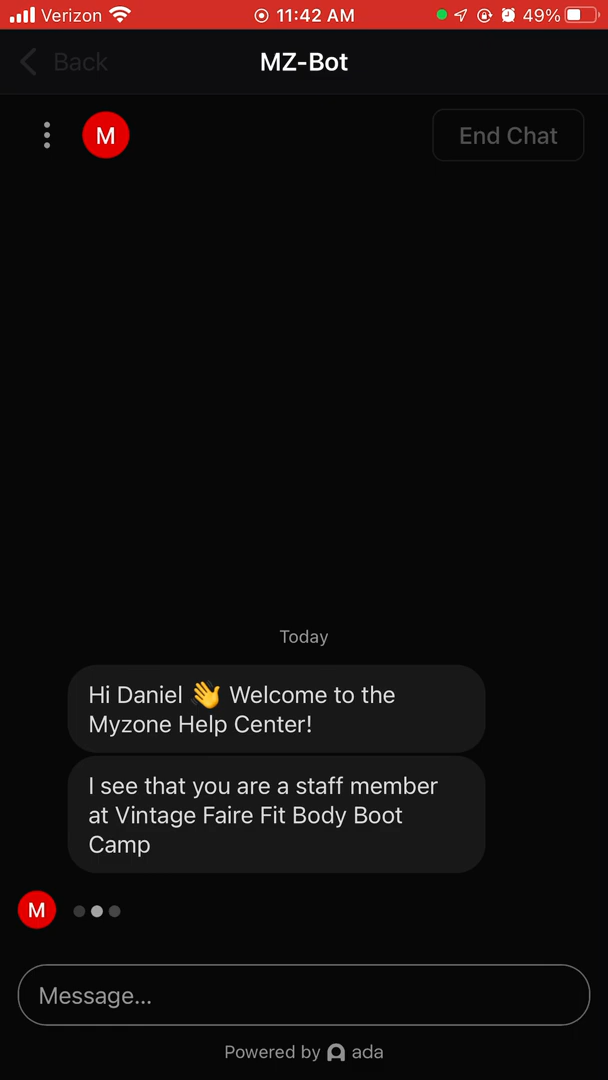 Verizon 11:42 AM 49%
Back MZ-Bot
M End Chat
Today
Hi Daniel 👋 Welcome to the
Myzone Help Center!
I see that you are a staff member
at Vintage Faire Fit Body Boot
Camp
M
Message...
Powered by ada